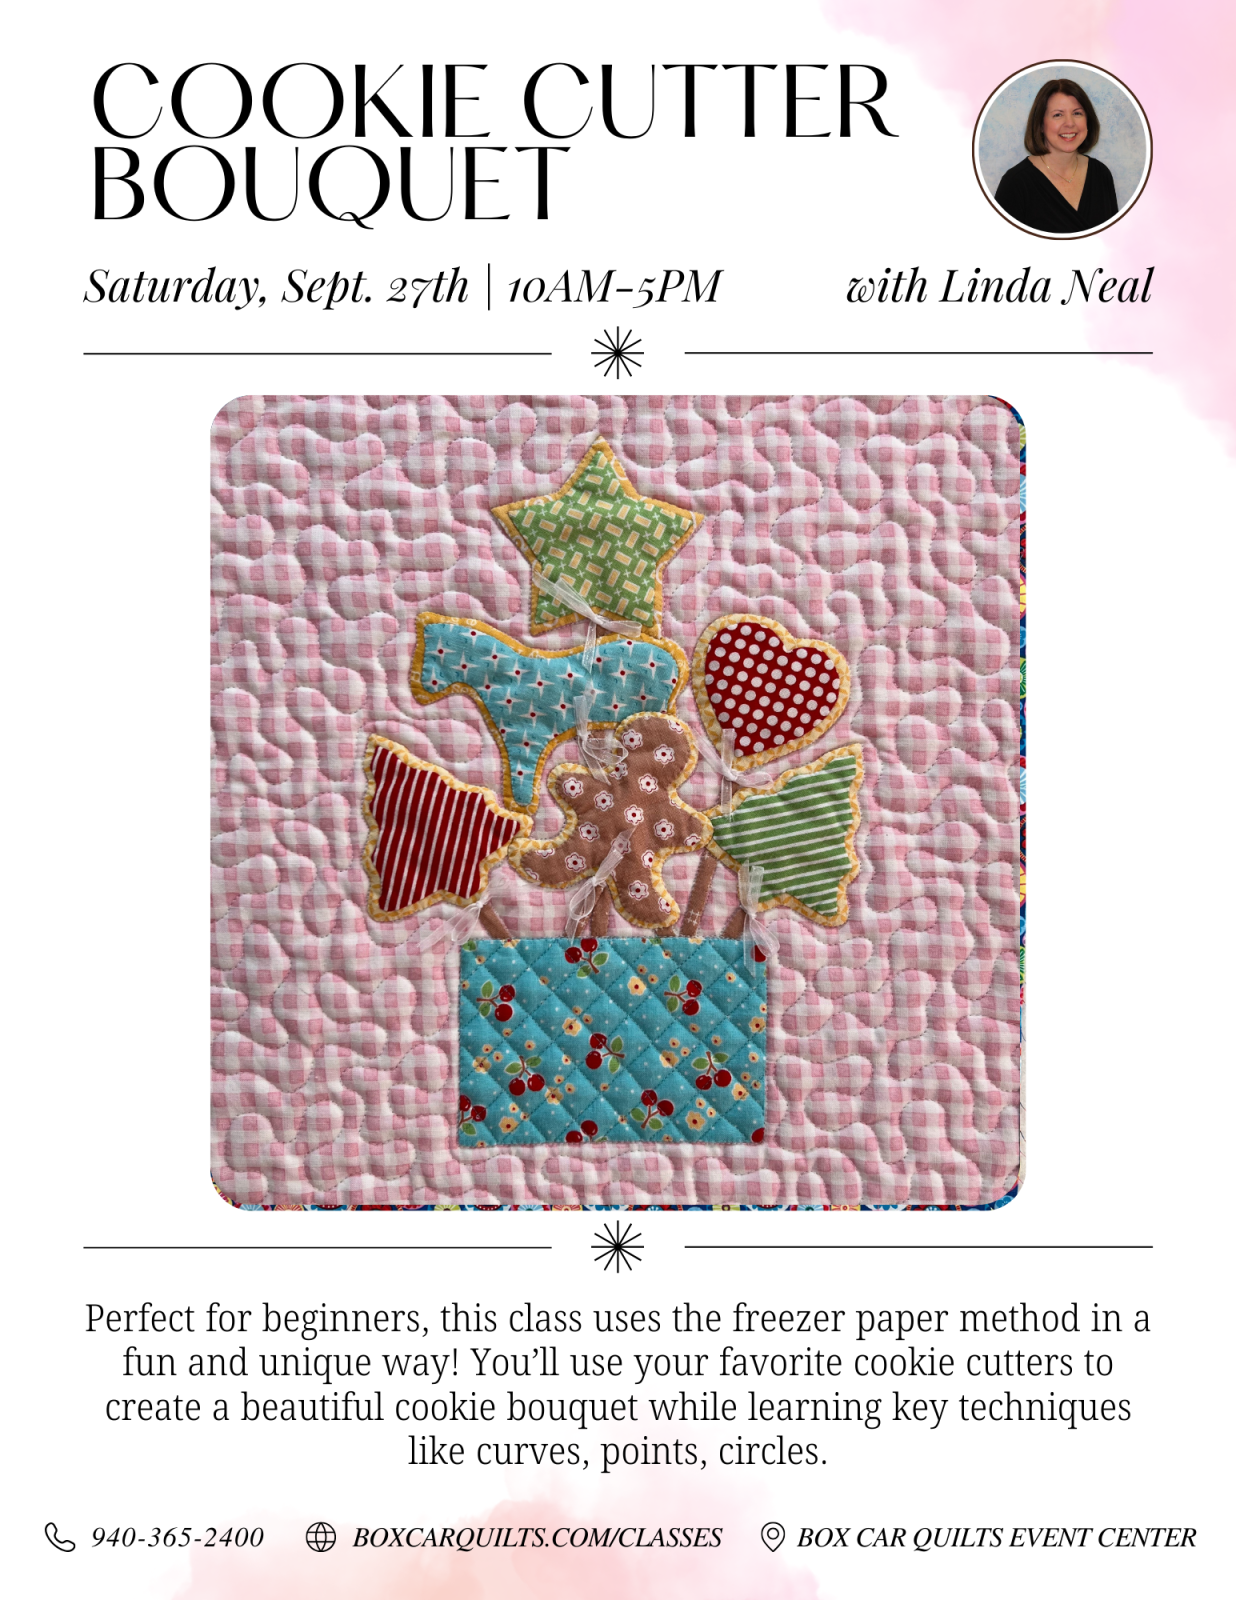 COOKIE CUTTER
BOUQUET
Saturday, Sept. 27th | 10AM-5PM
with Linda Neal
Perfect for beginners, this class uses the freezer paper method in a
fun and unique way! You'll use your favorite cookie cutters to
create a beautiful cookie bouquet while learning key techniques
like curves, points, circles.
940-365-2400
BOXCARQUILTS.COM/CLASSES
BOX CAR QUILTS EVENT CENTER